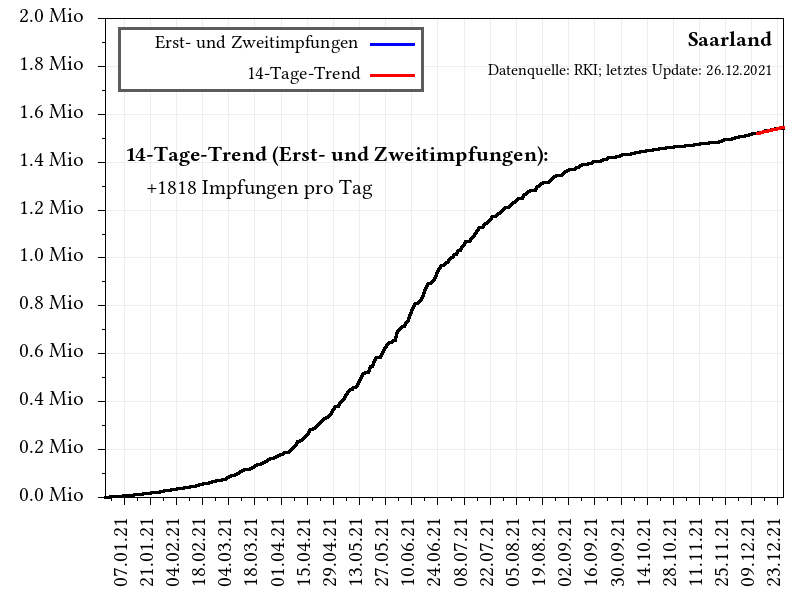 2.0 Mio
1.8 Mio
1.6 Mio
1.4 Mio
1.2 Mio
1.0 Mio
0.8 Mio
0.6 Mio
0.4 Mio
0.2 Mio
0.0 Mio
Erst- und Zweitimpfungen
14-Tage-Trend
Saarland
Datenquelle: RKI; letztes Update: 26.12.2021
14-Tage-Trend (Erst- und Zweitimpfungen):
+1818 Impfungen pro Tag
07.01.21
21.01.21
04.02.21
18.02.21
04.03.21
18.03.21
01.04.21
15.04.21
29.04.21
13.05.21
27.05.21
10.06.21
24.06.21
08.07.21
22.07.21
05.08.21
19.08.21
02.09.21
16.09.21
30.09.21
14.10.21
28.10.21
11.11.21
25.11.21
09.12.21
23.12.21